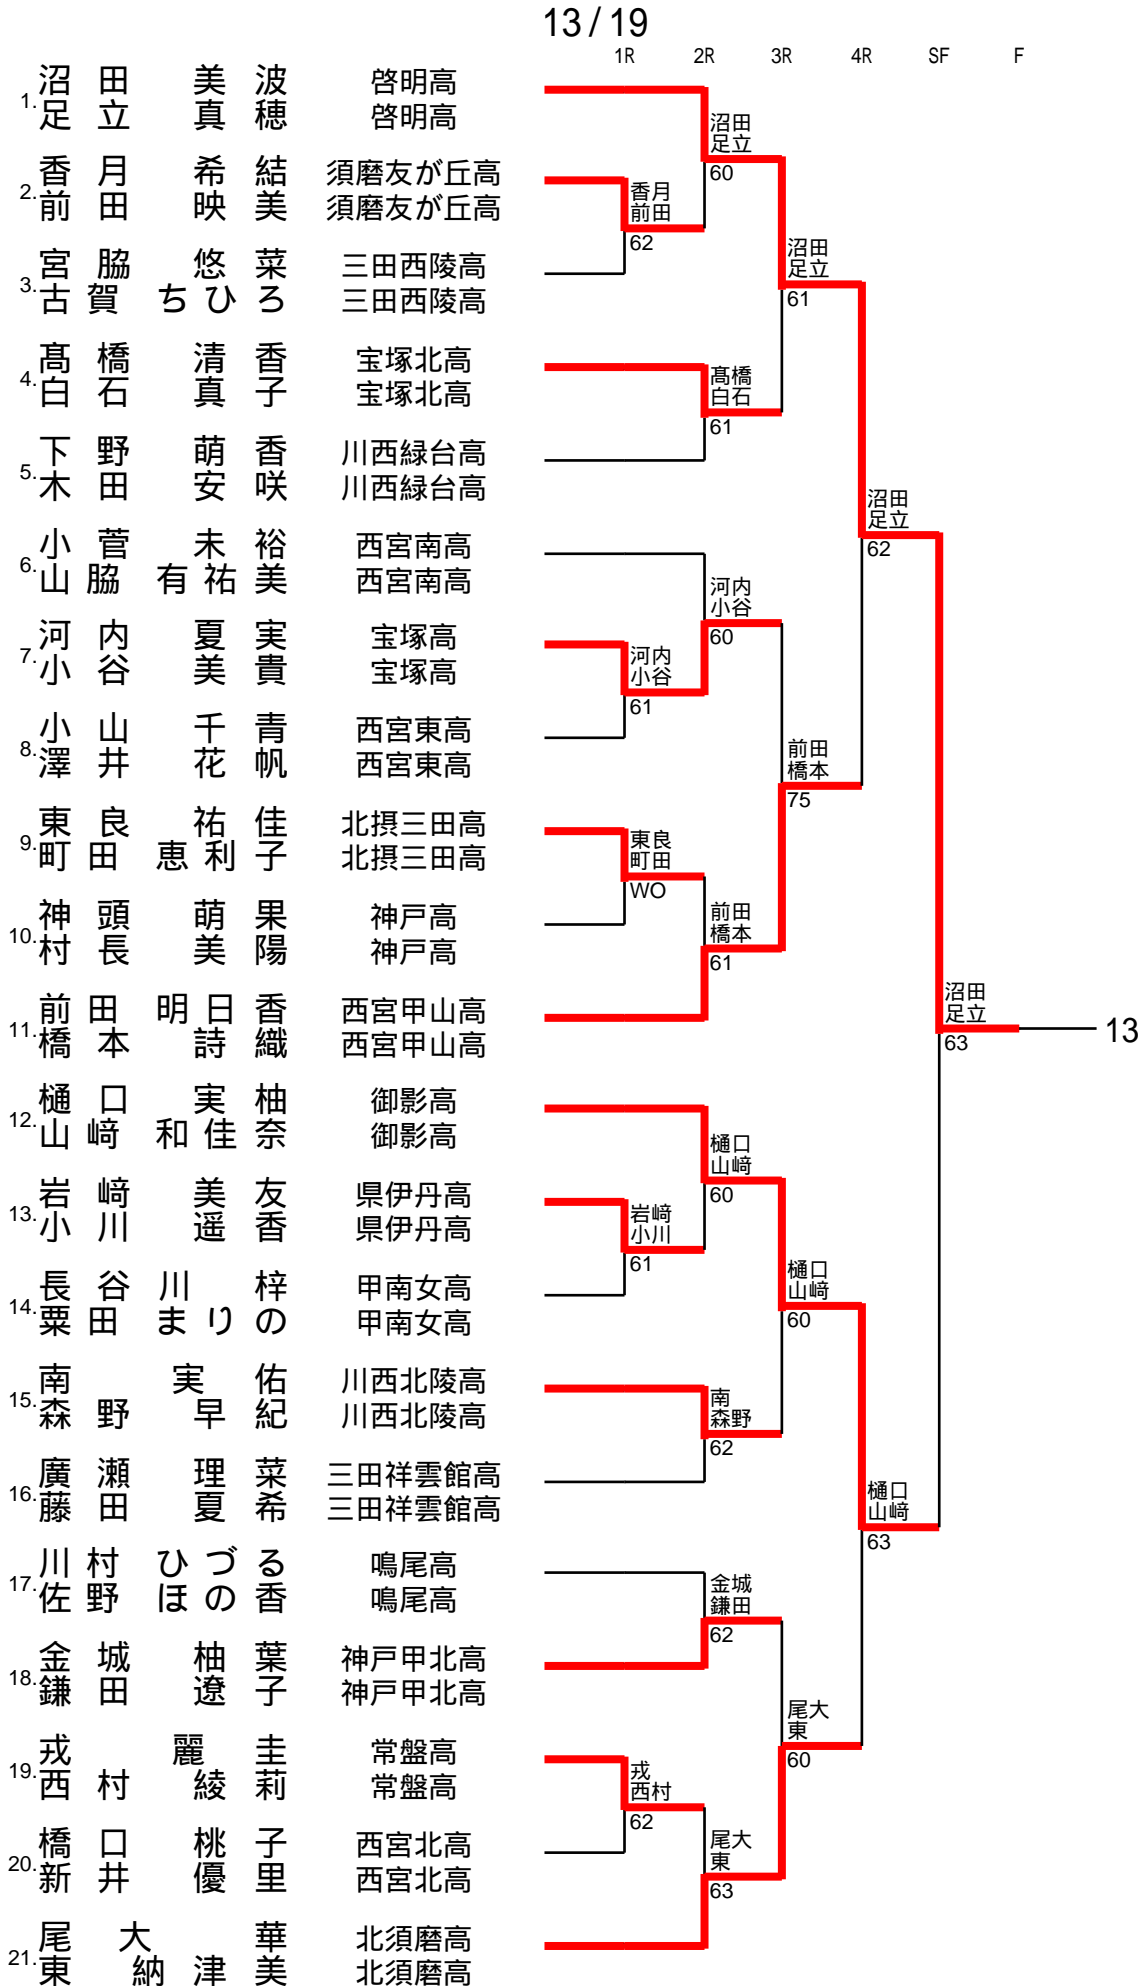 13 / 19
1R 2R 3R 4R SF F
1. 沼田 美波 啓明高
足立 真穂 啓明高
2. 香月 希結 須磨友が丘高
前田 映美 須磨友が丘高
3. 宮脇 悠菜 三田西陵高
古賀 ちひろ 三田西陵高
4. 髙橋 清香 宝塚北高
白石 真子 宝塚北高
5. 下野 萌香 川西緑台高
木田 安咲 川西緑台高
6. 小菅 未裕 西宮南高
山脇 有祐美 西宮南高
7. 河内 夏実 宝塚高
小谷 美貴 宝塚高
8. 小山 千青 西宮東高
澤井 花帆 西宮東高
9. 東良 祐佳 北摂三田高
町田 恵利子 北摂三田高
10. 神頭 萌果 神戸高
村長 美陽 神戸高
11. 前田 明日香 西宮甲山高
橋本 詩織 西宮甲山高
12. 樋口 実柚 御影高
山﨑 和佳奈 御影高
13. 岩﨑 美友 県伊丹高
小川 遥香 県伊丹高
14. 長谷川 梓 甲南女高
粟田 まりの 甲南女高
15. 南 実佑 川西北陵高
森野 早紀 川西北陵高
16. 廣瀬 理菜 三田祥雲館高
藤田 夏希 三田祥雲館高
17. 川村 ひづる 鳴尾高
佐野 ほの香 鳴尾高
18. 金城 柚葉 神戸甲北高
鎌田 遼子 神戸甲北高
19. 戎 麗圭 常盤高
西村 綾莉 常盤高
20. 橋口 桃子 西宮北高
新井 優里 西宮北高
21. 尾大 華 北須磨高
東 納津美 北須磨高
香月
前田
62
河内
小谷
61
東良
町田
WO
岩﨑
小川
61
戎
西村
62
沼田
足立
60
髙橋
白石
61
河内
小谷
60
前田
橋本
61
樋口
山﨑
60
南
森野
62
金城
鎌田
62
尾大
東
63
沼田
足立
61
前田
橋本
75
樋口
山﨑
60
尾大
東
60
沼田
足立
62
樋口
山﨑
63
沼田
足立
63
13